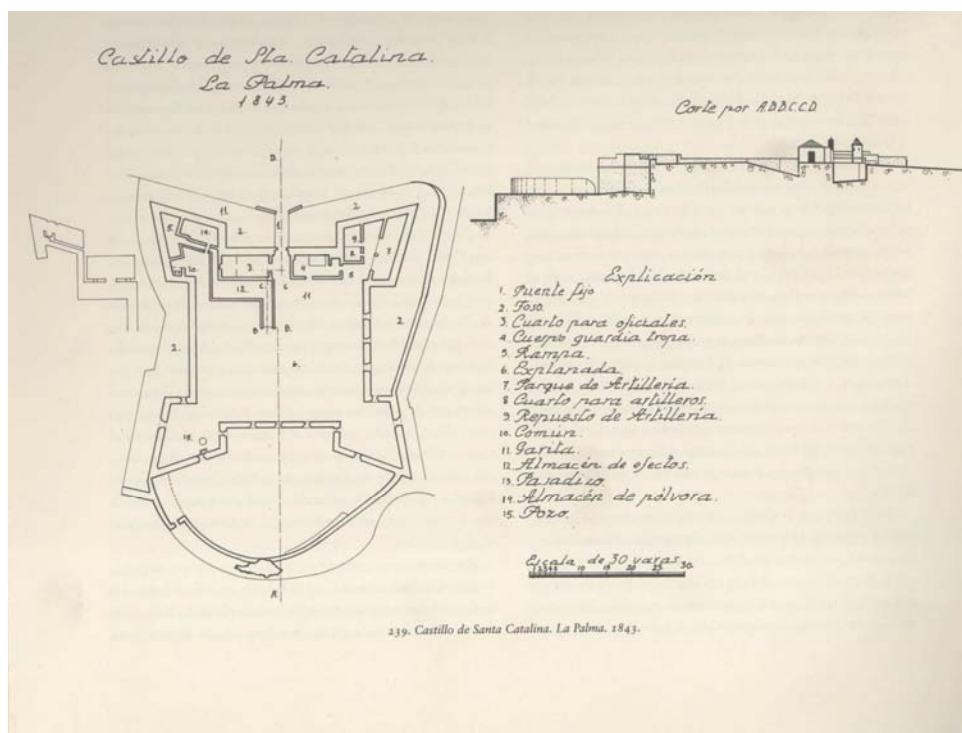 Castillo de Sta. Catalina.
La Palma.
1843.
Corte por A.B.B.C.C.D.
Explicación
1. Puente fijo
2. Foso.
3. Cuarto para oficiales.
4. Cuerpo guardia tropa.
5. Rampa.
6. Explanada.
7. Parque de Artillería.
8. Cuarto para artilleros.
9. Repuesto de Artillería.
10. Común.
11. Garita.
12. Almacén de efectos.
13. Pasadizo.
14. Almacén de pólvora.
15. Pozo.
Escala de 30 varas
239. Castillo de Santa Catalina. La Palma. 1843.